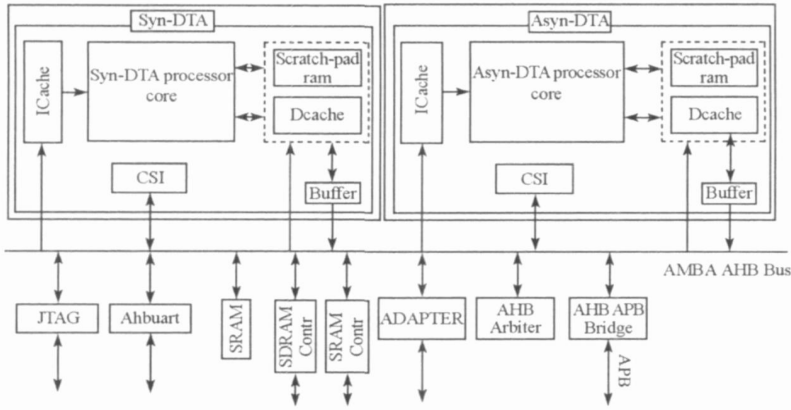 Syn-DTA
Asyn-DTA
ICache
Syn-DTA processor
core
Scratch-pad
ram
Dcache
CSI
Buffer
ICache
Asyn-DTA processor
core
Scratch-pad
ram
Dcache
CSI
Buffer
AMBA AHB Bus
JTAG
Ahbuart
SRAM
SDRAM
Contr
SRAM
Contr
ADAPTER
AHB
Arbiter
AHB APB
Bridge
APB